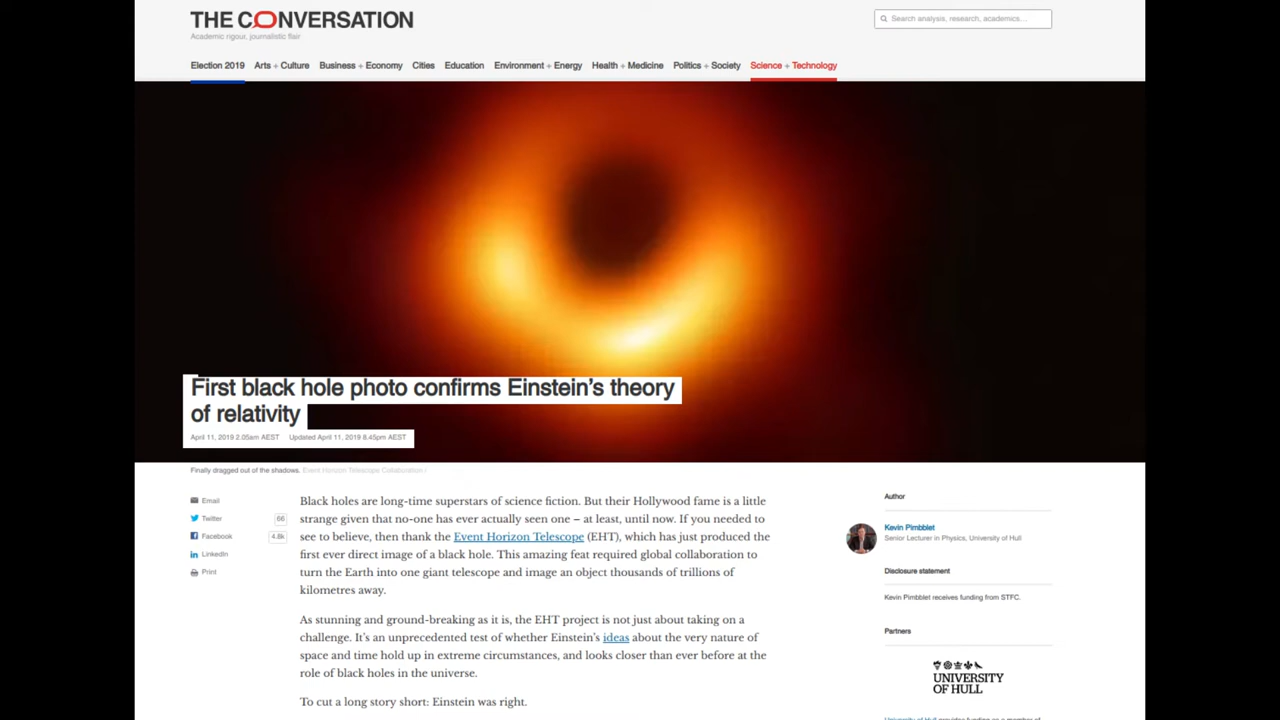 THE CONVERSATION
Academic rigour, journalistic flair
Search analysis, research, academics...
Election 2019 Arts + Culture Business + Economy Cities Education Environment + Energy Health + Medicine Politics + Society Science + Technology
First black hole photo confirms Einstein's theory
of relativity
April 11, 2019 2.05am AEST Updated April 11, 2019 8.45pm AEST
Finally dragged out of the shadows. Event Horizon Telescope Collaboration /
Email
Twitter 66
Facebook 4.8k
LinkedIn
Print
Black holes are long-time superstars of science fiction. But their Hollywood fame is a little
strange given that no-one has ever actually seen one – at least, until now. If you needed to
see to believe, then thank the Event Horizon Telescope (EHT), which has just produced the
first ever direct image of a black hole. This amazing feat required global collaboration to
turn the Earth into one giant telescope and image an object thousands of trillions of
kilometres away.
As stunning and ground-breaking as it is, the EHT project is not just about taking on a
challenge. It's an unprecedented test of whether Einstein's ideas about the very nature of
space and time hold up in extreme circumstances, and looks closer than ever before at the
role of black holes in the universe.
To cut a long story short: Einstein was right.
Author
Kevin Pimbblet
Senior Lecturer in Physics, University of Hull
Disclosure statement
Kevin Pimbblet receives funding from STFC.
Partners
UNIVERSITY
OF HULL
University of Hull provides funding as a member of